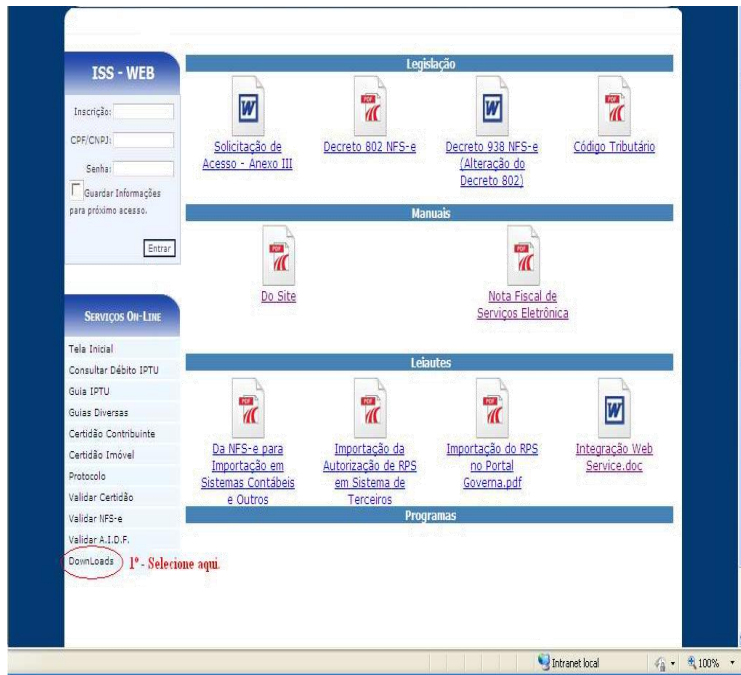 ISS - WEB
Inscrição:
CPF/CNPJ:
Senha:
Guardar Informações
para próximo acesso.
Entrar
SERVIÇOS ON-LINE
Tela Inicial
Consultar Débito IPTU
Guia IPTU
Guias Diversas
Certidão Contribuinte
Certidão Imóvel
Protocolo
Validar Certidão
Validar NFS-e
Validar A.I.D.F.
DownLoads
1º - Selecione aqui.
Legislação
Solicitação de
Acesso - Anexo III
Decreto 802 NFS-e
Decreto 938 NFS-e
(Alteração do
Decreto 802)
Código Tributário
Manuais
Do Site
Nota Fiscal de
Serviços Eletrônica
Leiautes
Da NFS-e para
Importação em
Sistemas Contábeis
e Outros
Importação da
Autorização de RPS
em Sistema de
Terceiros
Importação do RPS
no Portal
Governa.pdf
Integração Web
Service.doc
Programas
Intranet local
100%